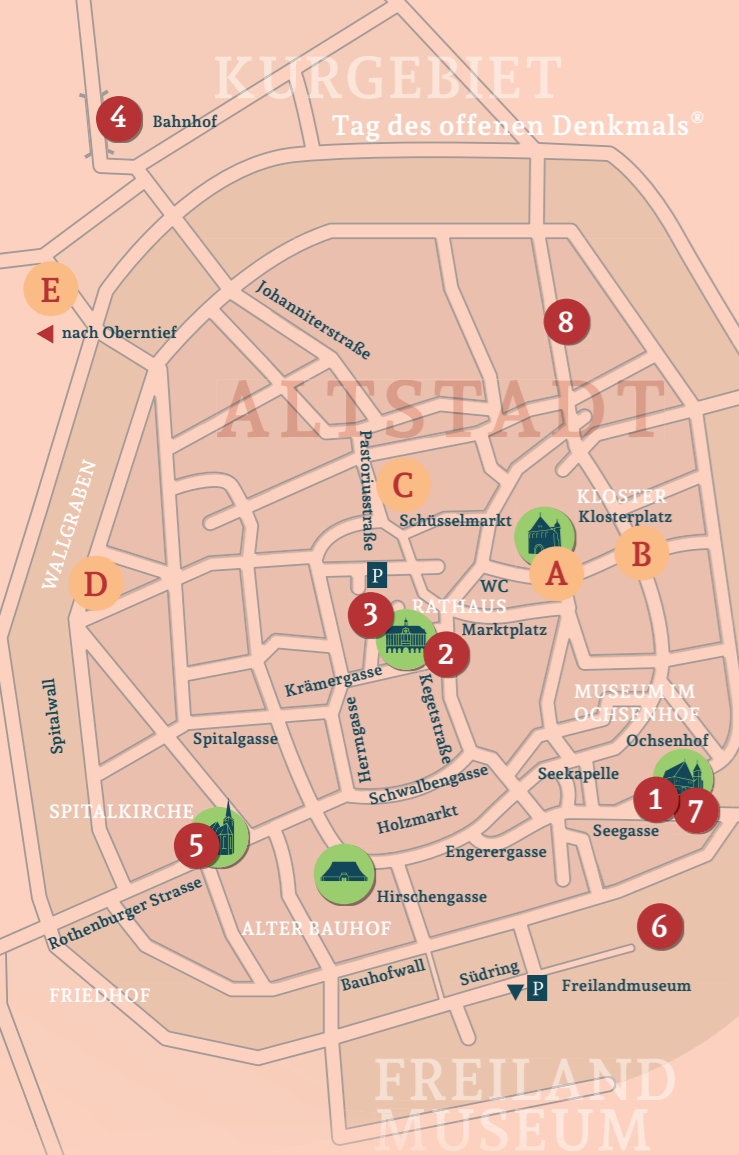 KURGEBIET
4 Bahnhof
Tag des offenen Denkmals®
E
nach Oberntief
Johanniterstraße
8
ALTSTADT
WALLGRABEN
Pastoriusstraße
C
Schüsselmarkt
KLOSTER
Klosterplatz
D
P
A
B
WC
3
RATHAUS
Marktplatz
2
Krämergasse
Kegetstraße
Herrngasse
Spitalwall
Spitalgasse
MUSEUM IM
OCHSENHOF
Ochsenhof
Seekapelle
1
7
Schwalbengasse
Holzmarkt
Seegasse
SPITALKIRCHE
5
Engerergasse
Hirschengasse
Rothenburger Strasse
ALTER BAUHOF
6
Bauhofwall
Südring
P
Freilandmuseum
FRIEDHOF
FREILAND
MUSEUM